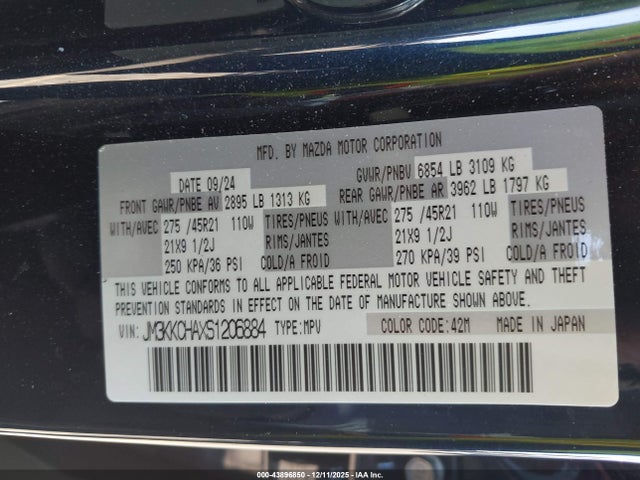 MFD. BY MAZDA MOTOR CORPORATION
DATE 09/24 GVWR/PNBV 6854 LB 3109 KG
FRONT GAWR/PNBE AV 2895 LB 1313 KG REAR GAWR/PNBE AR 3962 LB 1797 KG
WITH/AVEC 275 /45R21 110W TIRES/PNEUS WITH/AVEC 275 /45R21 110W TIRES/PNEUS
21X9 1/2J RIMS/JANTES 21X9 1/2J RIMS/JANTES
250 KPA/36 PSI COLD/A FROID 270 KPA/39 PSI COLD/A FROID
THIS VEHICLE CONFORMS TO ALL APPLICABLE FEDERAL MOTOR VEHICLE SAFETY AND THEFT
PREVENTION STANDARDS IN EFFECT ON THE DATE OF MANUFACTURE SHOWN ABOVE.
VIN: JM3KKCHAXS1206884 TYPE:MPV COLOR CODE:42M MADE IN JAPAN
000-43896850 - 12/11/2025 - IAA Inc.